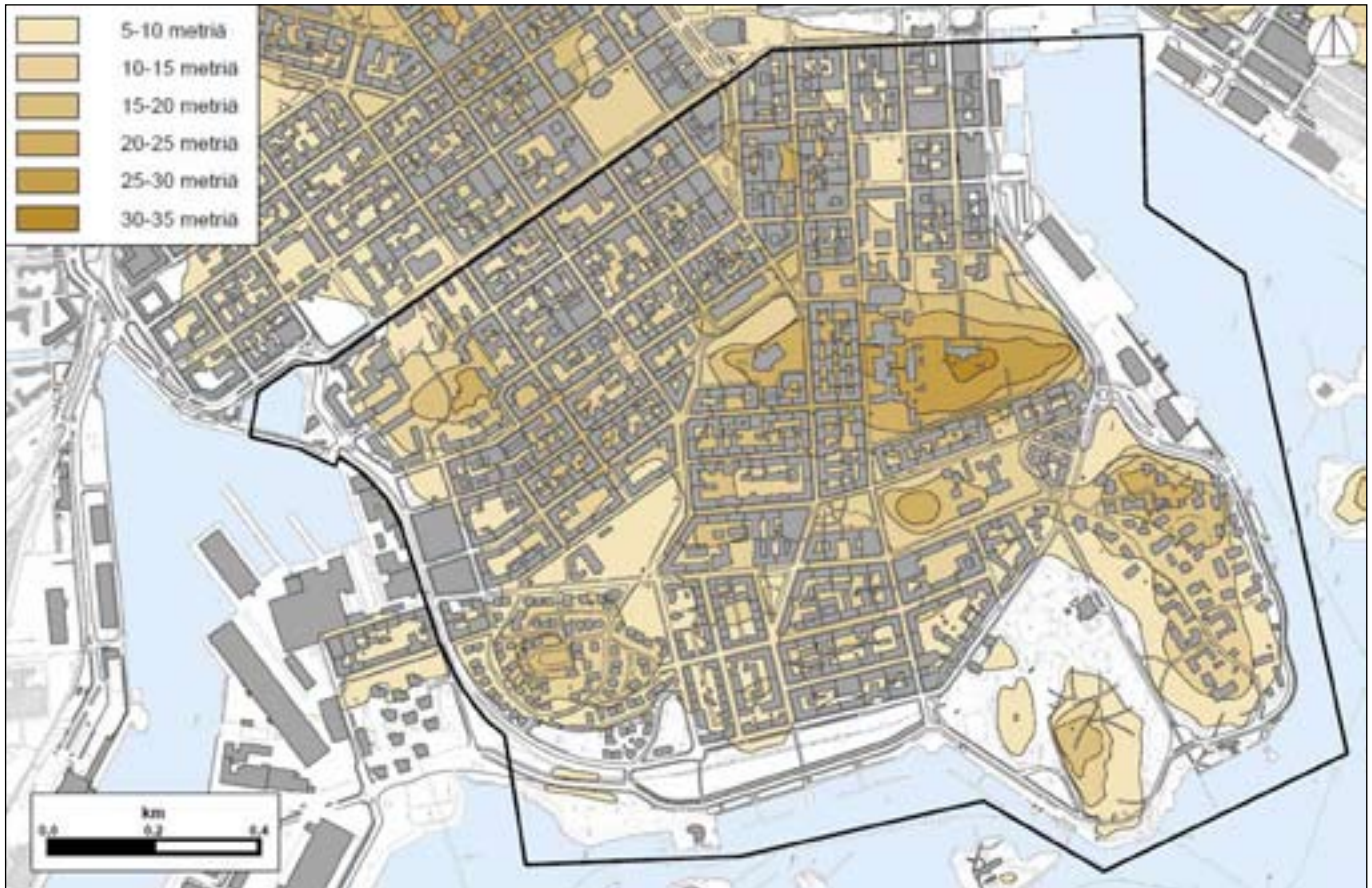 5-10 metriä
10-15 metriä
15-20 metriä
20-25 metriä
25-30 metriä
30-35 metriä
km
0,0 0,2 0,4